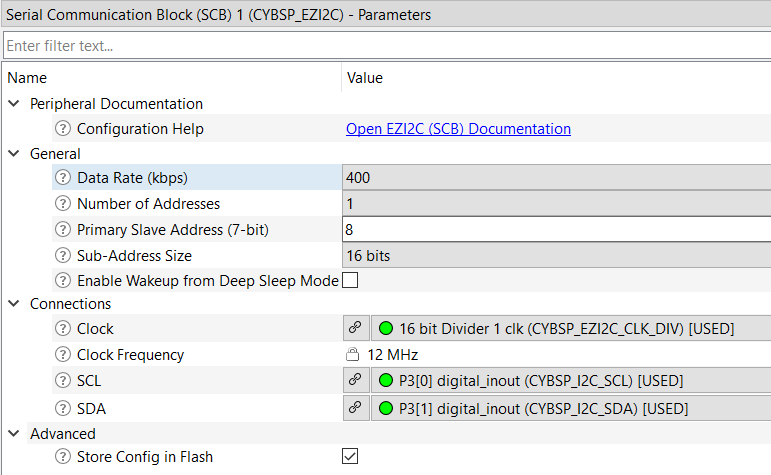 Serial Communication Block (SCB) 1 (CYBSP_EZI2C) - Parameters
Enter filter text...
Name Value
Peripheral Documentation
? Configuration Help Open EZI2C (SCB) Documentation
General
? Data Rate (kbps) 400
? Number of Addresses 1
? Primary Slave Address (7-bit) 8
? Sub-Address Size 16 bits
? Enable Wakeup from Deep Sleep Mode
Connections
? Clock 16 bit Divider 1 clk (CYBSP_EZI2C_CLK_DIV) [USED]
? Clock Frequency 12 MHz
? SCL P3[0] digital_inout (CYBSP_I2C_SCL) [USED]
? SDA P3[1] digital_inout (CYBSP_I2C_SDA) [USED]
Advanced
? Store Config in Flash